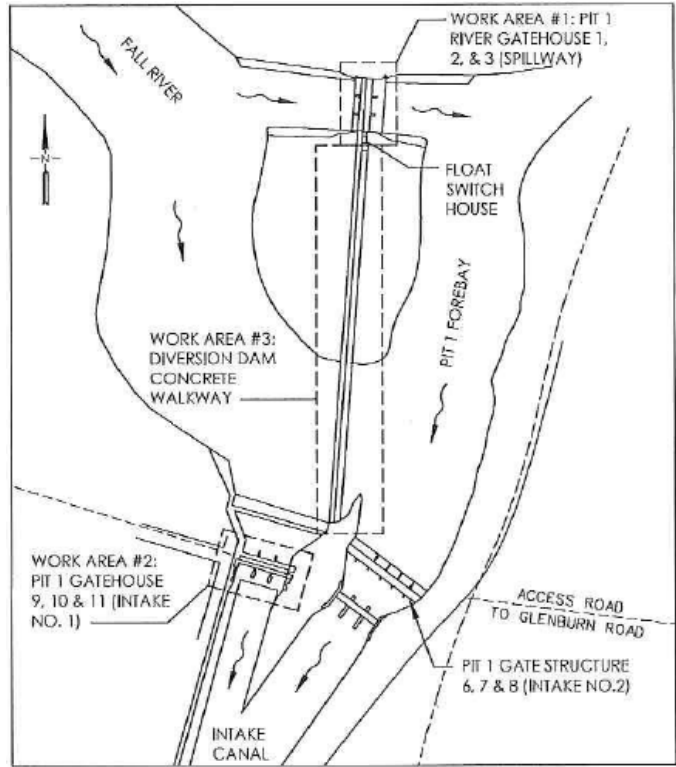 WORK AREA #1: PIT 1
RIVER GATEHOUSE 1,
2, & 3 (SPILLWAY)
FALL RIVER
N
FLOAT
SWITCH
HOUSE
PIT 1 FOREBAY
WORK AREA #3:
DIVERSION DAM
CONCRETE
WALKWAY
WORK AREA #2:
PIT 1 GATEHOUSE
9, 10 & 11 (INTAKE
NO. 1)
ACCESS ROAD
TO GLENBURN ROAD
PIT 1 GATE STRUCTURE
6, 7 & 8 (INTAKE NO.2)
INTAKE
CANAL